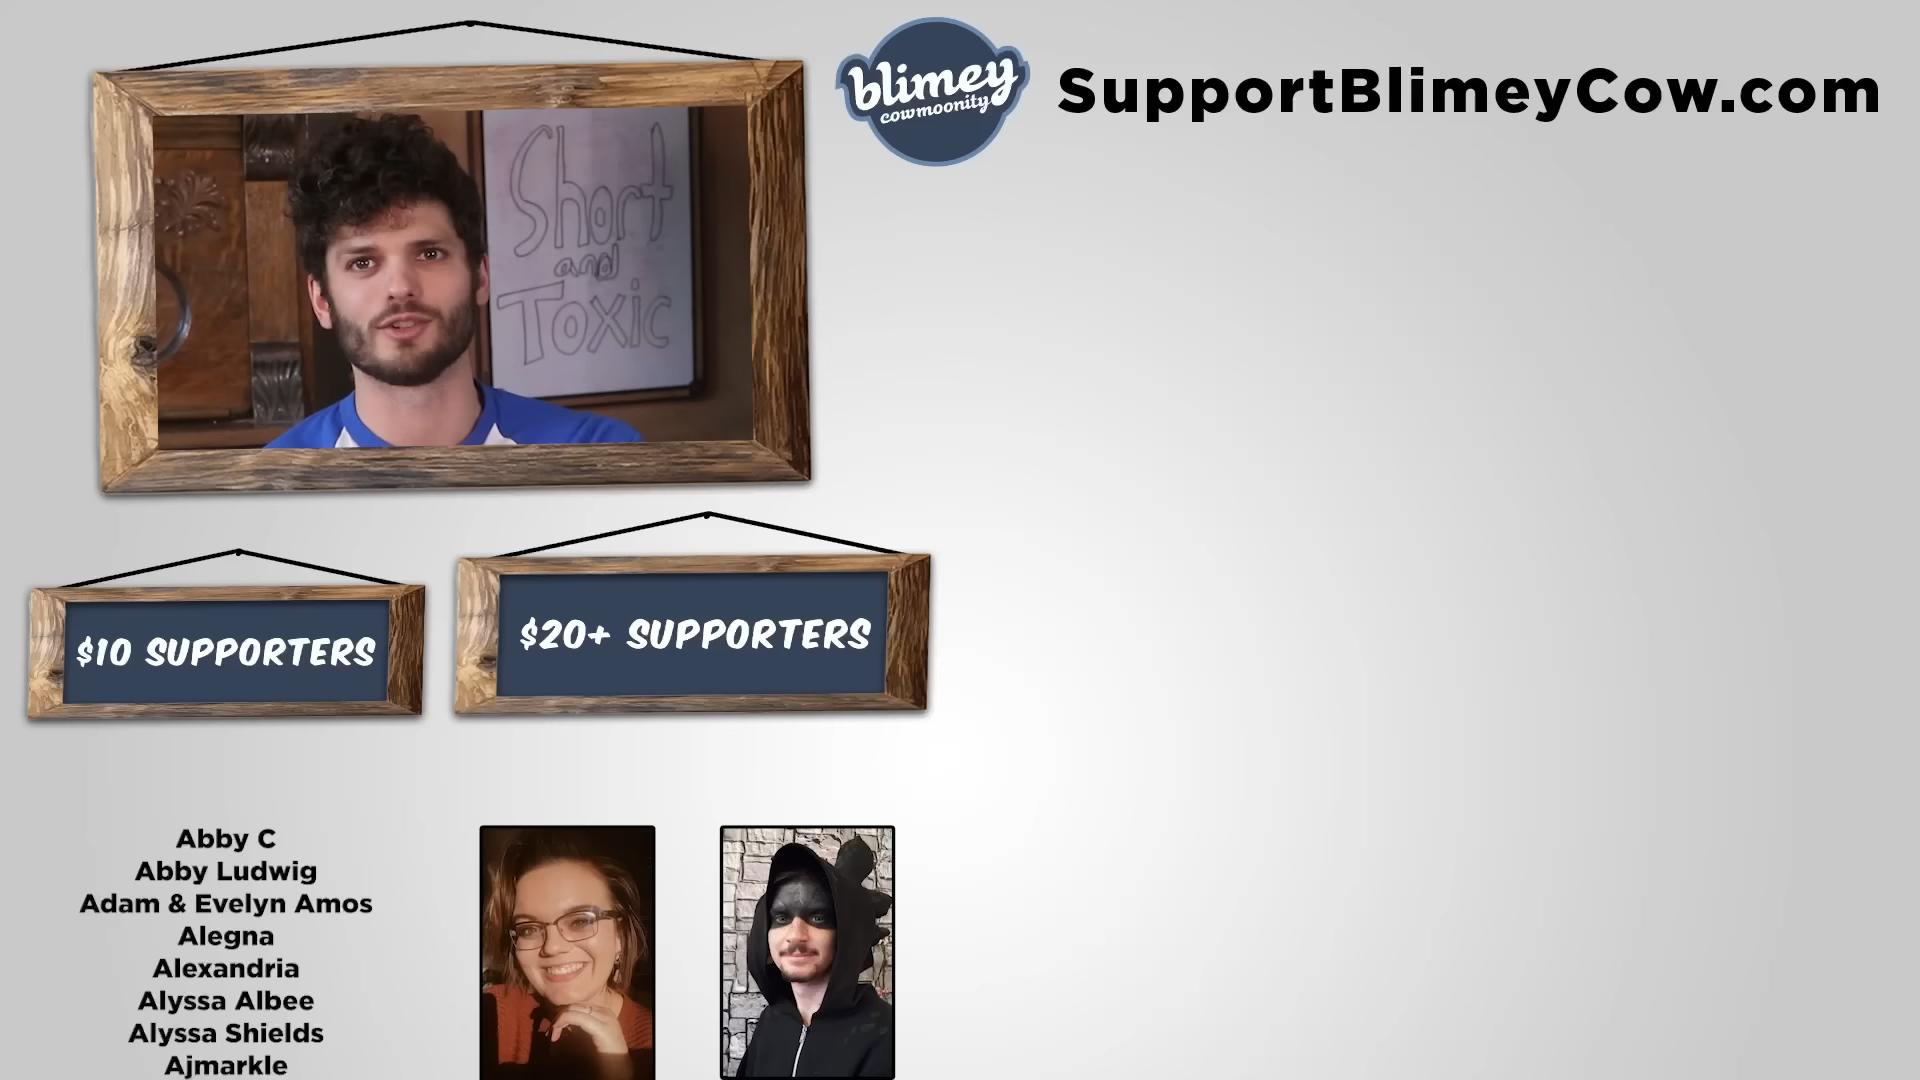 blimey
cowmoonity
SupportBlimeyCow.com
Short
and
Toxic
$10 SUPPORTERS
$20+ SUPPORTERS
Abby C
Abby Ludwig
Adam & Evelyn Amos
Alegna
Alexandria
Alyssa Albee
Alyssa Shields
Ajmarkle